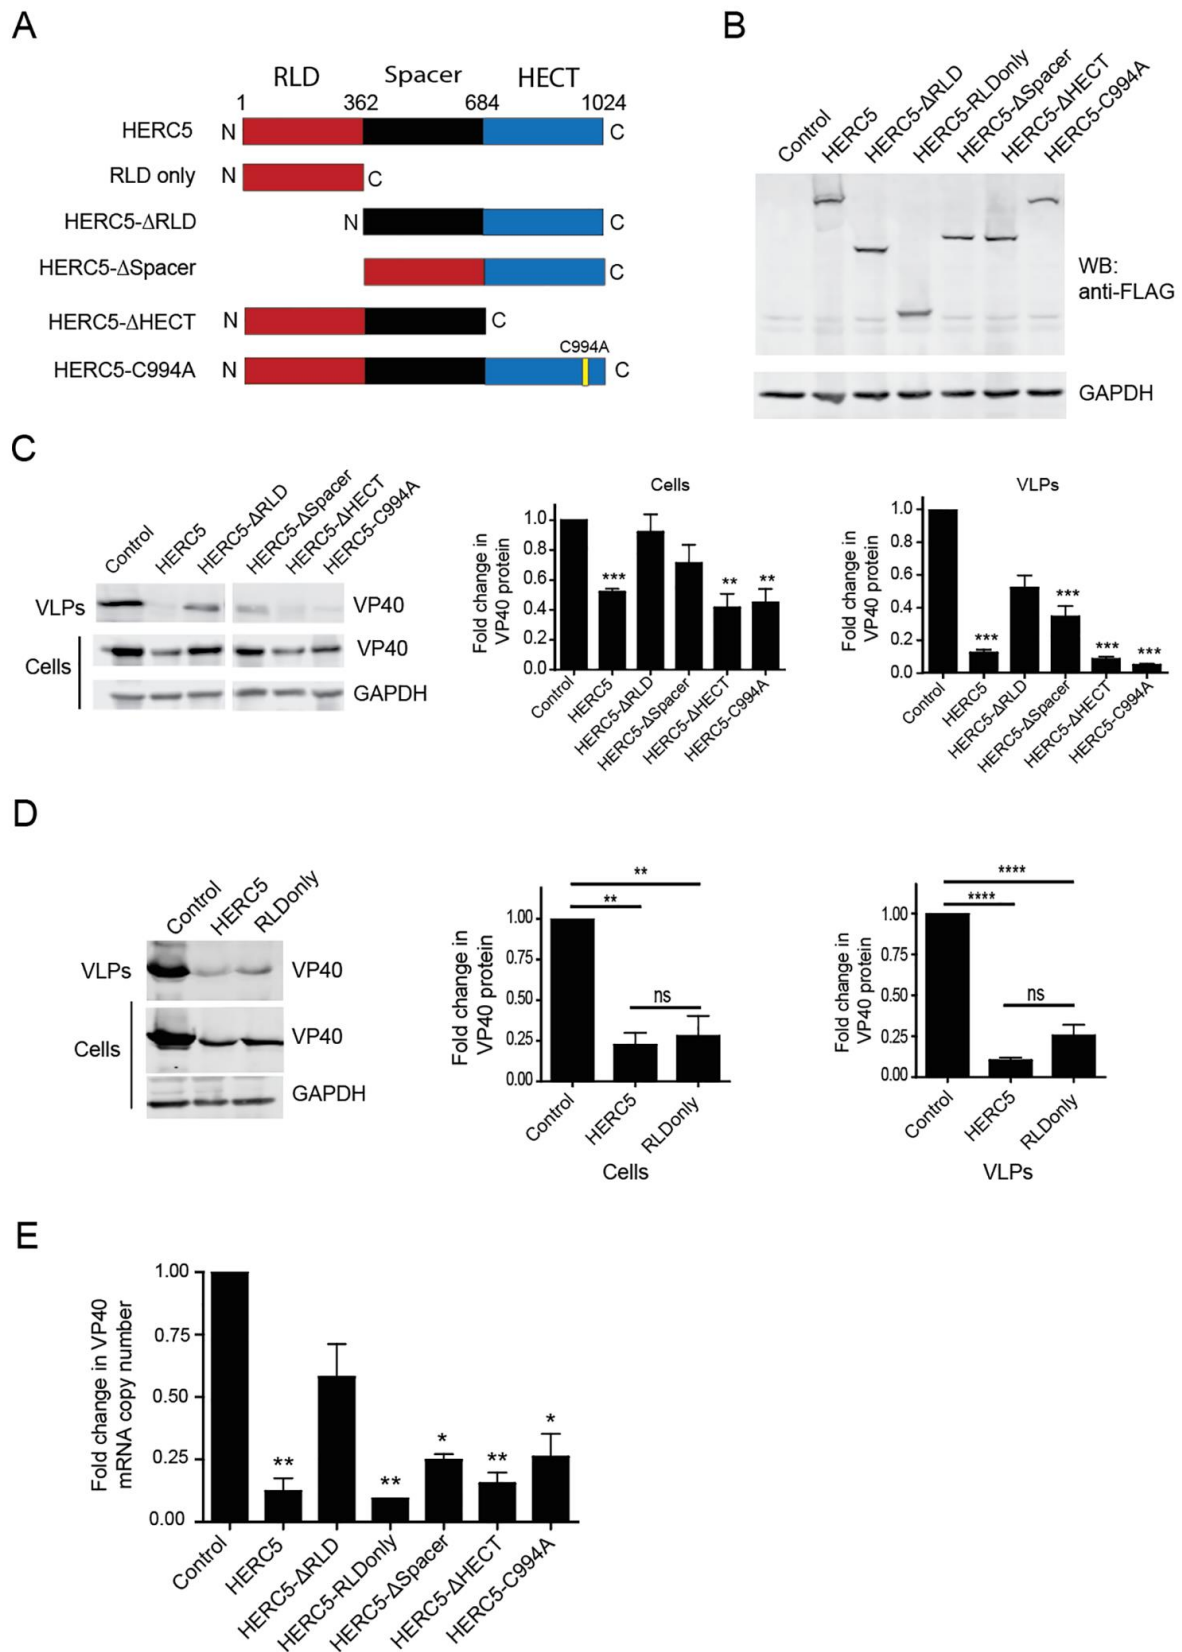 A
RLD Spacer HECT
1 362 684 1024
HERC5 N C
RLD only N C
HERC5-ΔRLD N C
HERC5-ΔSpacer C
HERC5-ΔHECT N C
C994A
HERC5-C994A N C
B
Control
HERC5
HERC5-ΔRLD
HERC5-RLDonly
HERC5-ΔSpacer
HERC5-ΔHECT
HERC5-C994A
WB:
anti-FLAG
GAPDH
C
Control
HERC5
HERC5-ΔRLD
HERC5-ΔSpacer
HERC5-ΔHECT
HERC5-C994A
VLPs VP40
Cells VP40
GAPDH
Cells
Fold change in
VP40 protein
1.0
0.8
0.6
0.4
0.2
0.0
*** ** **
Control
HERC5
HERC5-ΔRLD
HERC5-ΔSpacer
HERC5-ΔHECT
HERC5-C994A
VLPs
Fold change in
VP40 protein
1.0
0.8
0.6
0.4
0.2
0.0
*** *** *** ***
Control
HERC5
HERC5-ΔRLD
HERC5-ΔSpacer
HERC5-ΔHECT
HERC5-C994A
D
Control
HERC5
RLDonly
VLPs VP40
Cells VP40
GAPDH
Fold change in
VP40 protein
1.00
0.75
0.50
0.25
0.00
**
**
ns
Control
HERC5
RLDonly
Cells
Fold change in
VP40 protein
1.00
0.75
0.50
0.25
0.00
****
****
ns
Control
HERC5
RLDonly
VLPs
E
Fold change in VP40
mRNA copy number
1.00
0.75
0.50
0.25
0.00
** ** * ** *
Control
HERC5
HERC5-ΔRLD
HERC5-RLDonly
HERC5-ΔSpacer
HERC5-ΔHECT
HERC5-C994A